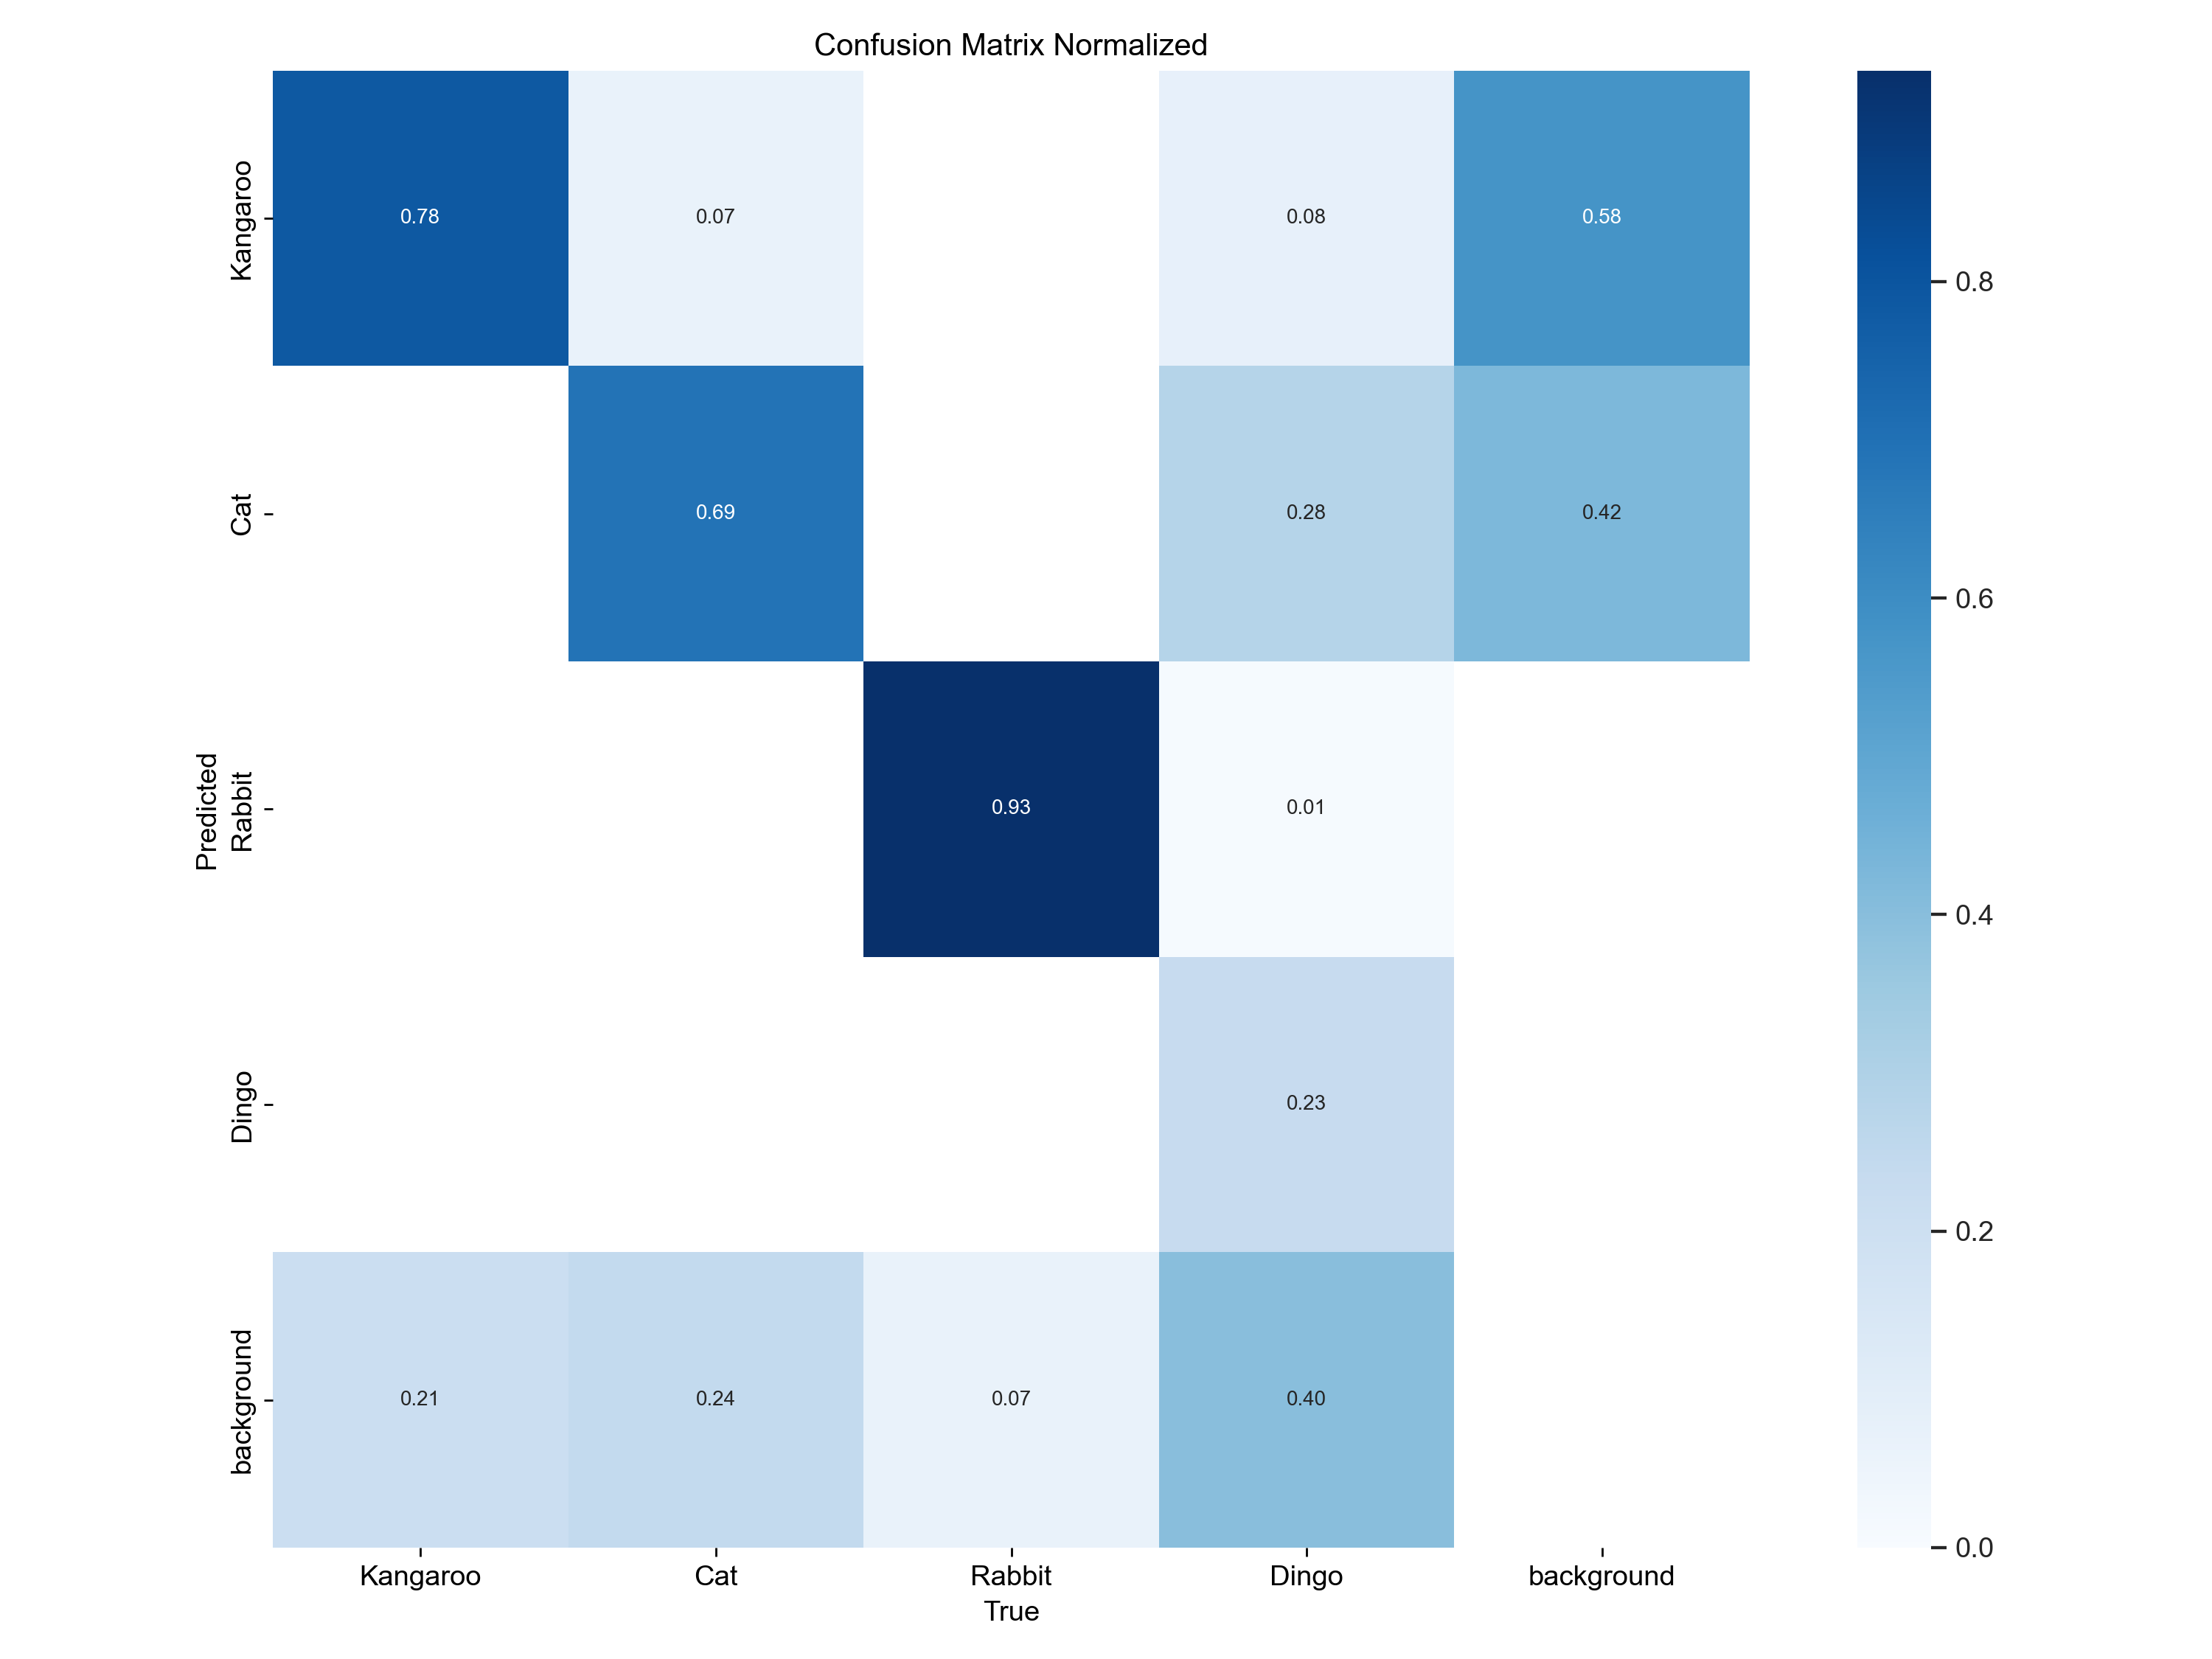 Confusion Matrix Normalized
Predicted
Kangaroo
0.78 0.07 0.08 0.58
Cat
0.69 0.28 0.42
Rabbit
0.93 0.01
Dingo
0.23
background
0.21 0.24 0.07 0.40
Kangaroo Cat Rabbit Dingo background
True
0.8
0.6
0.4
0.2
0.0